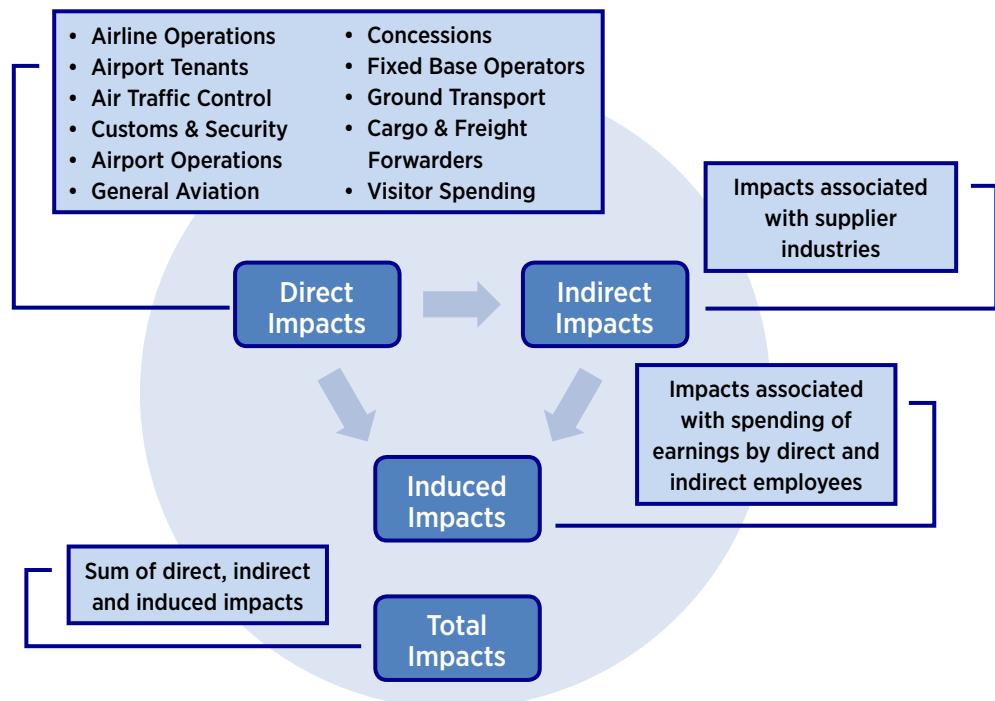 • Airline Operations
• Airport Tenants
• Air Traffic Control
• Customs & Security
• Airport Operations
• General Aviation
• Concessions
• Fixed Base Operators
• Ground Transport
• Cargo & Freight
Forwarders
• Visitor Spending
Impacts associated
with supplier
industries
Direct
Impacts
Indirect
Impacts
Impacts associated
with spending of
earnings by direct and
indirect employees
Induced
Impacts
Sum of direct, indirect
and induced impacts
Total
Impacts